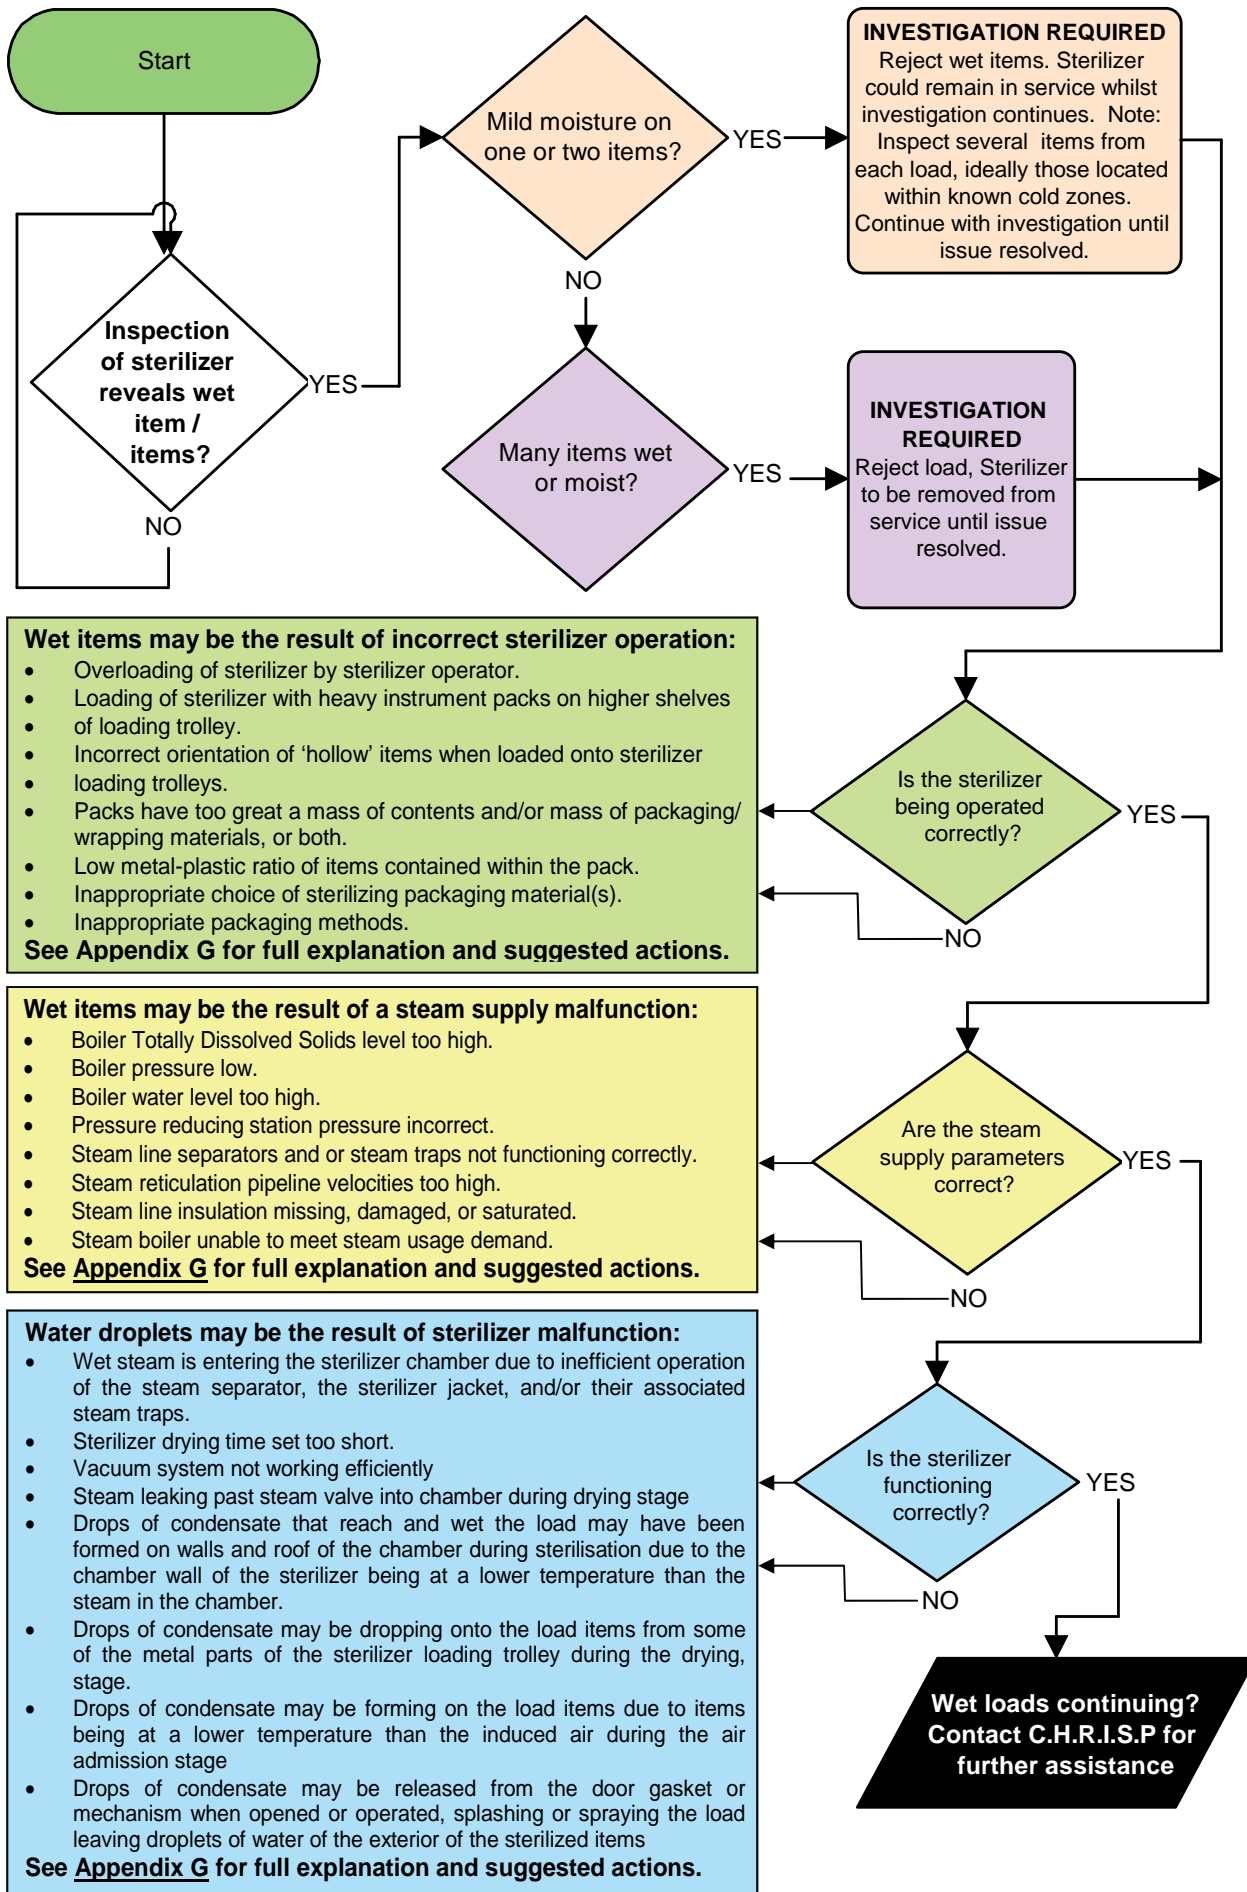 Start
Inspection
of sterilizer
reveals wet
item /
items?
YES
NO
Mild moisture on
one or two items?
YES
NO
INVESTIGATION REQUIRED
Reject wet items. Sterilizer
could remain in service whilst
investigation continues. Note:
Inspect several items from
each load, ideally those located
within known cold zones.
Continue with investigation until
issue resolved.
Many items wet
or moist?
YES
INVESTIGATION
REQUIRED
Reject load, Sterilizer
to be removed from
service until issue
resolved.
Wet items may be the result of incorrect sterilizer operation:
• Overloading of sterilizer by sterilizer operator.
• Loading of sterilizer with heavy instrument packs on higher shelves
• of loading trolley.
• Incorrect orientation of ‘hollow’ items when loaded onto sterilizer
• loading trolleys.
• Packs have too great a mass of contents and/or mass of packaging/
wrapping materials, or both.
• Low metal-plastic ratio of items contained within the pack.
• Inappropriate choice of sterilizing packaging material(s).
• Inappropriate packaging methods.
See Appendix G for full explanation and suggested actions.
Is the sterilizer
being operated
correctly?
YES
NO
Wet items may be the result of a steam supply malfunction:
• Boiler Totally Dissolved Solids level too high.
• Boiler pressure low.
• Boiler water level too high.
• Pressure reducing station pressure incorrect.
• Steam line separators and or steam traps not functioning correctly.
• Steam reticulation pipeline velocities too high.
• Steam line insulation missing, damaged, or saturated.
• Steam boiler unable to meet steam usage demand.
See Appendix G for full explanation and suggested actions.
Are the steam
supply parameters
correct?
YES
NO
Water droplets may be the result of sterilizer malfunction:
• Wet steam is entering the sterilizer chamber due to inefficient operation
of the steam separator, the sterilizer jacket, and/or their associated
steam traps.
• Sterilizer drying time set too short.
• Vacuum system not working efficiently
• Steam leaking past steam valve into chamber during drying stage
• Drops of condensate that reach and wet the load may have been
formed on walls and roof of the chamber during sterilisation due to the
chamber wall of the sterilizer being at a lower temperature than the
steam in the chamber.
• Drops of condensate may be dropping onto the load items from some
of the metal parts of the sterilizer loading trolley during the drying,
stage.
• Drops of condensate may be forming on the load items due to items
being at a lower temperature than the induced air during the air
admission stage
• Drops of condensate may be released from the door gasket or
mechanism when opened or operated, splashing or spraying the load
leaving droplets of water of the exterior of the sterilized items
See Appendix G for full explanation and suggested actions.
Is the sterilizer
functioning
correctly?
YES
NO
Wet loads continuing?
Contact C.H.R.I.S.P for
further assistance